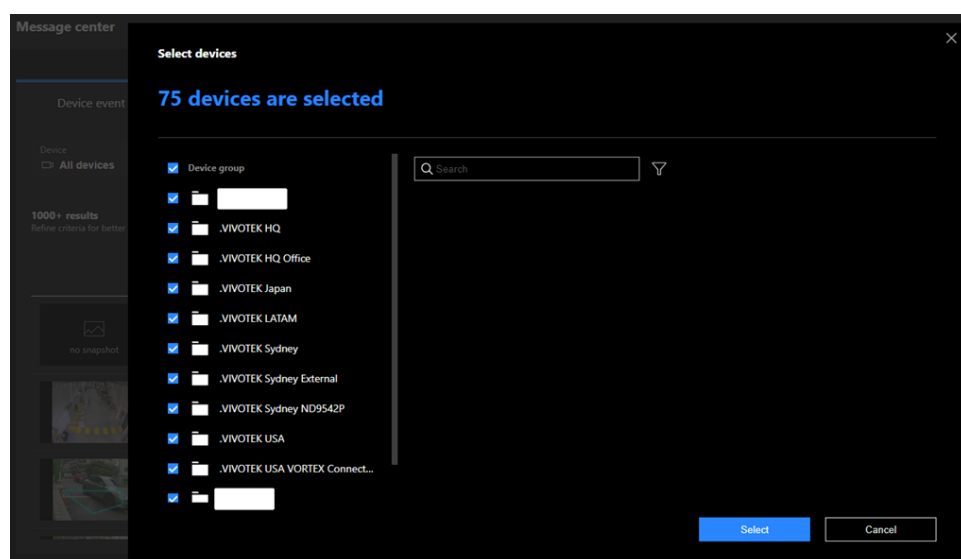 Message center
Select devices
75 devices are selected
Device event
Device
All devices
1000+ results
Refine criteria for better
no snapshot
Device group
.VIVOTEK HQ
.VIVOTEK HQ Office
.VIVOTEK Japan
.VIVOTEK LATAM
.VIVOTEK Sydney
.VIVOTEK Sydney External
.VIVOTEK Sydney ND9542P
.VIVOTEK USA
.VIVOTEK USA VORTEX Connect...
Search
Select
Cancel